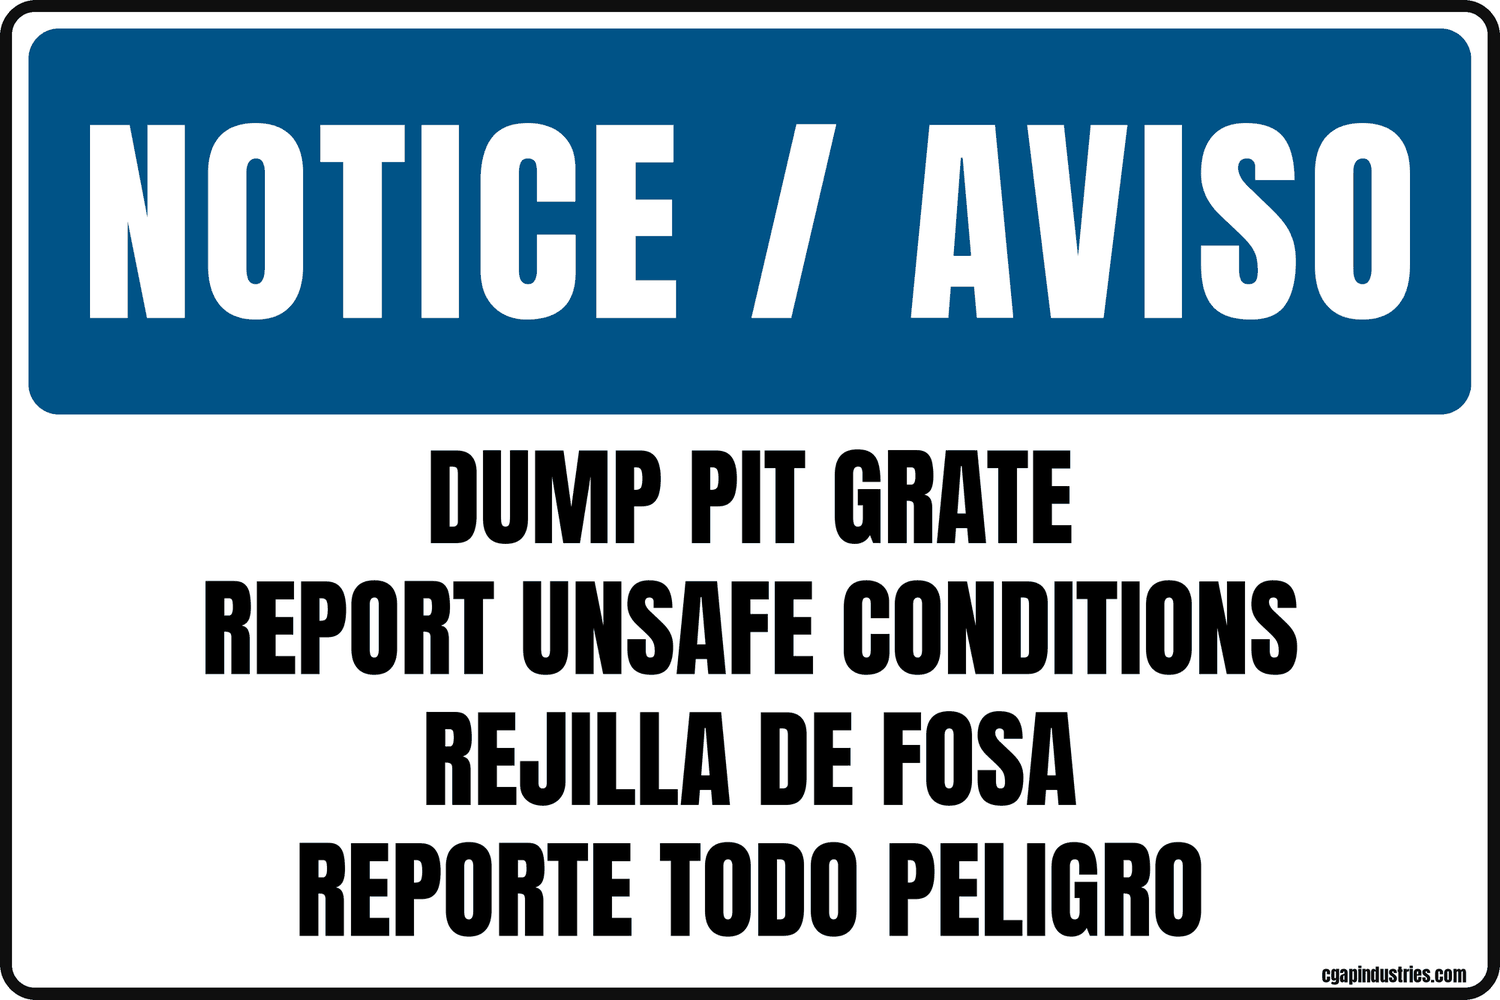 NOTICE / AVISO
DUMP PIT GRATE
REPORT UNSAFE CONDITIONS
REJILLA DE FOSA
REPORTE TODO PELIGRO
cgapindustries.com